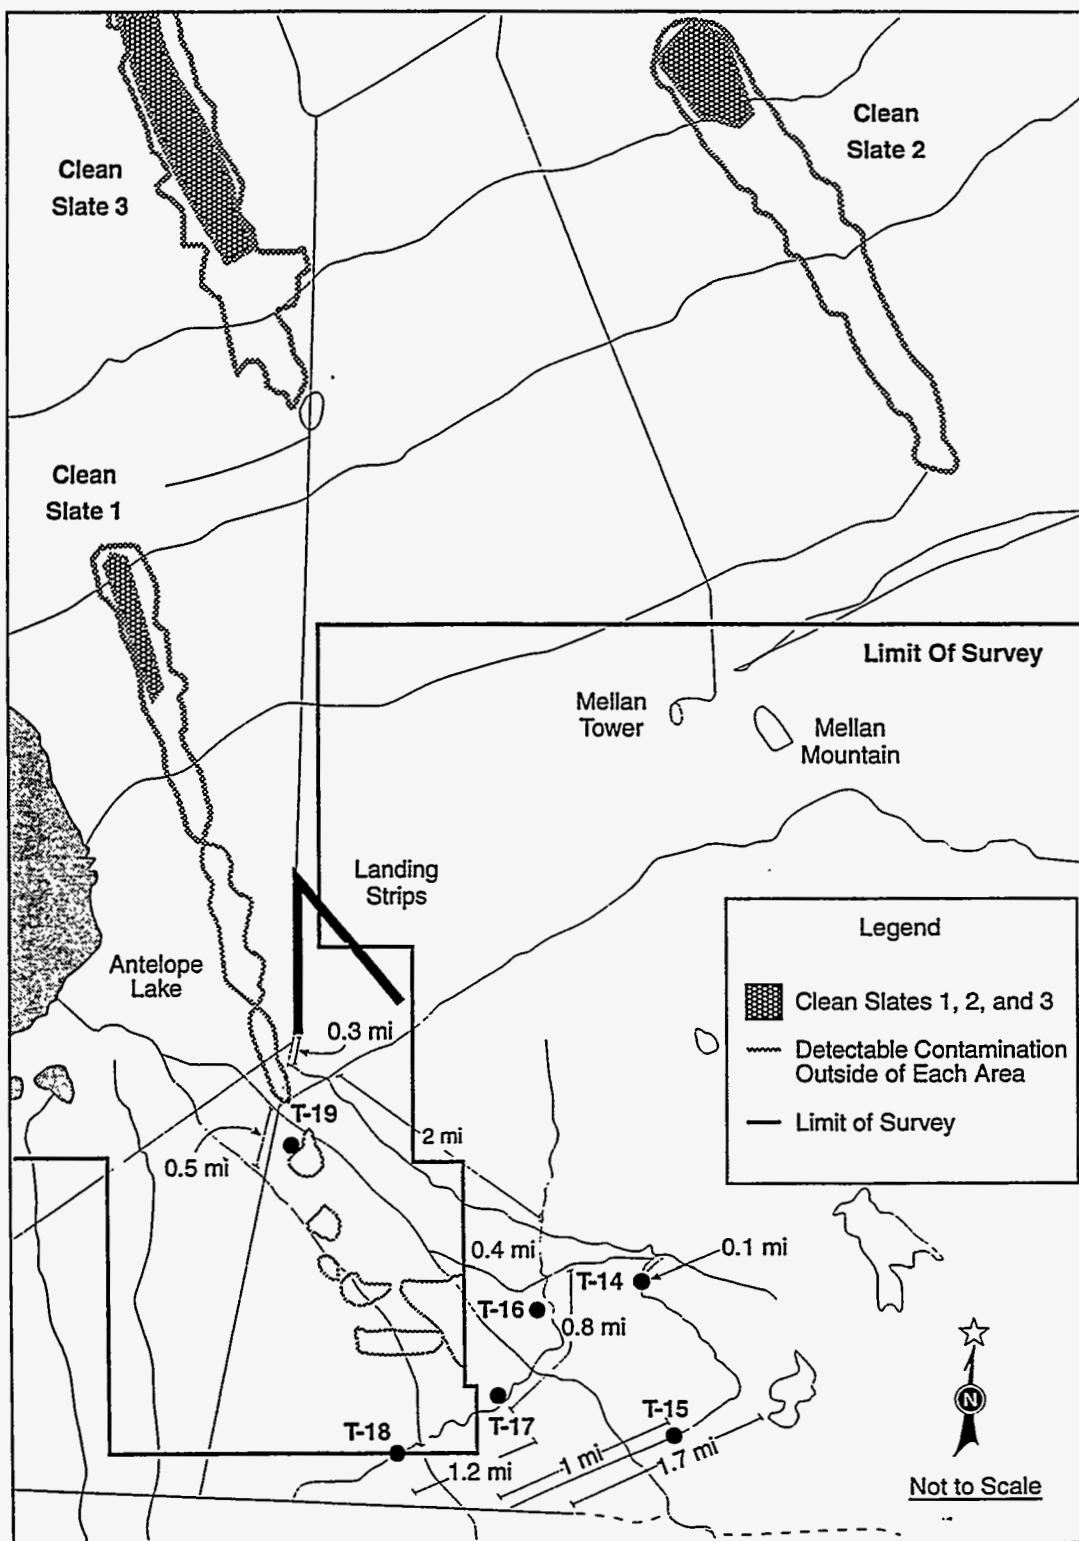 Clean
Slate 2
Clean
Slate 3
Clean
Slate 1
Limit Of Survey
Mellan
Tower
Mellan
Mountain
Landing
Strips
Legend
Clean Slates 1, 2, and 3
Detectable Contamination
Outside of Each Area
Limit of Survey
Antelope
Lake
0.3 mi
T-19
2 mi
0.5 mi
0.4 mi
0.1 mi
T-14
T-16
0.8 mi
T-17
T-15
T-18
1.2 mi
1 mi
1.7 mi
N
Not to Scale